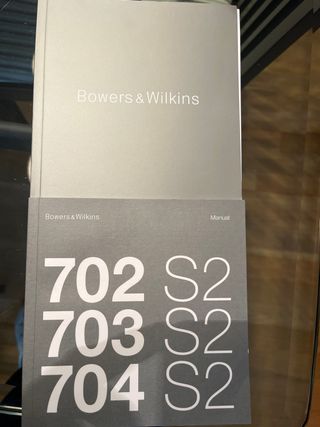 Bowers & Wilkins
Bowers & Wilkins Manual
702 S2
703 S2
704 S2